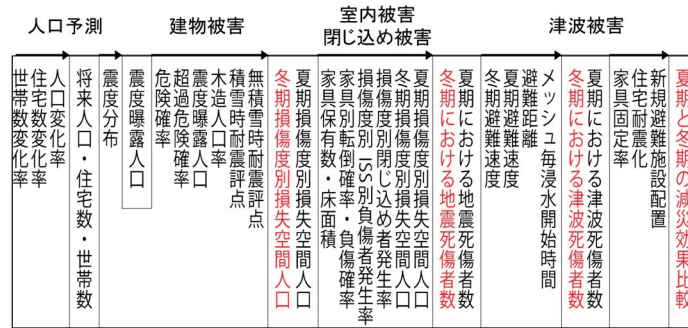 人口予測
建物被害
室内被害
閉じ込め被害
津波被害
世帯数変化率
住宅数変化率
人口変化率
将来人口・住宅数・世帯数
震度分布
震度曝露人口
危険確率
超過危険確率
震度曝露人口
木造人口率
積雪時耐震評点
無積雪時耐震評点
冬期損傷度別損失空間人口
夏期損傷度別損失空間人口
家具保有数・床面積
家具別転倒確率・負傷確率
損傷度別・ISS別負傷者発生率
損傷度別閉じ込め者発生率
冬期損傷度別損失空間人口
夏期損傷度別損失空間人口
冬期における地震死傷者数
夏期における地震死傷者数
冬期避難速度
夏期避難速度
避難距離
メッシュ毎浸水開始時間
冬期における津波死傷者数
夏期における津波死傷者数
家具固定率
住宅耐震化
新規避難施設配置
夏期と冬期の減災効果比較